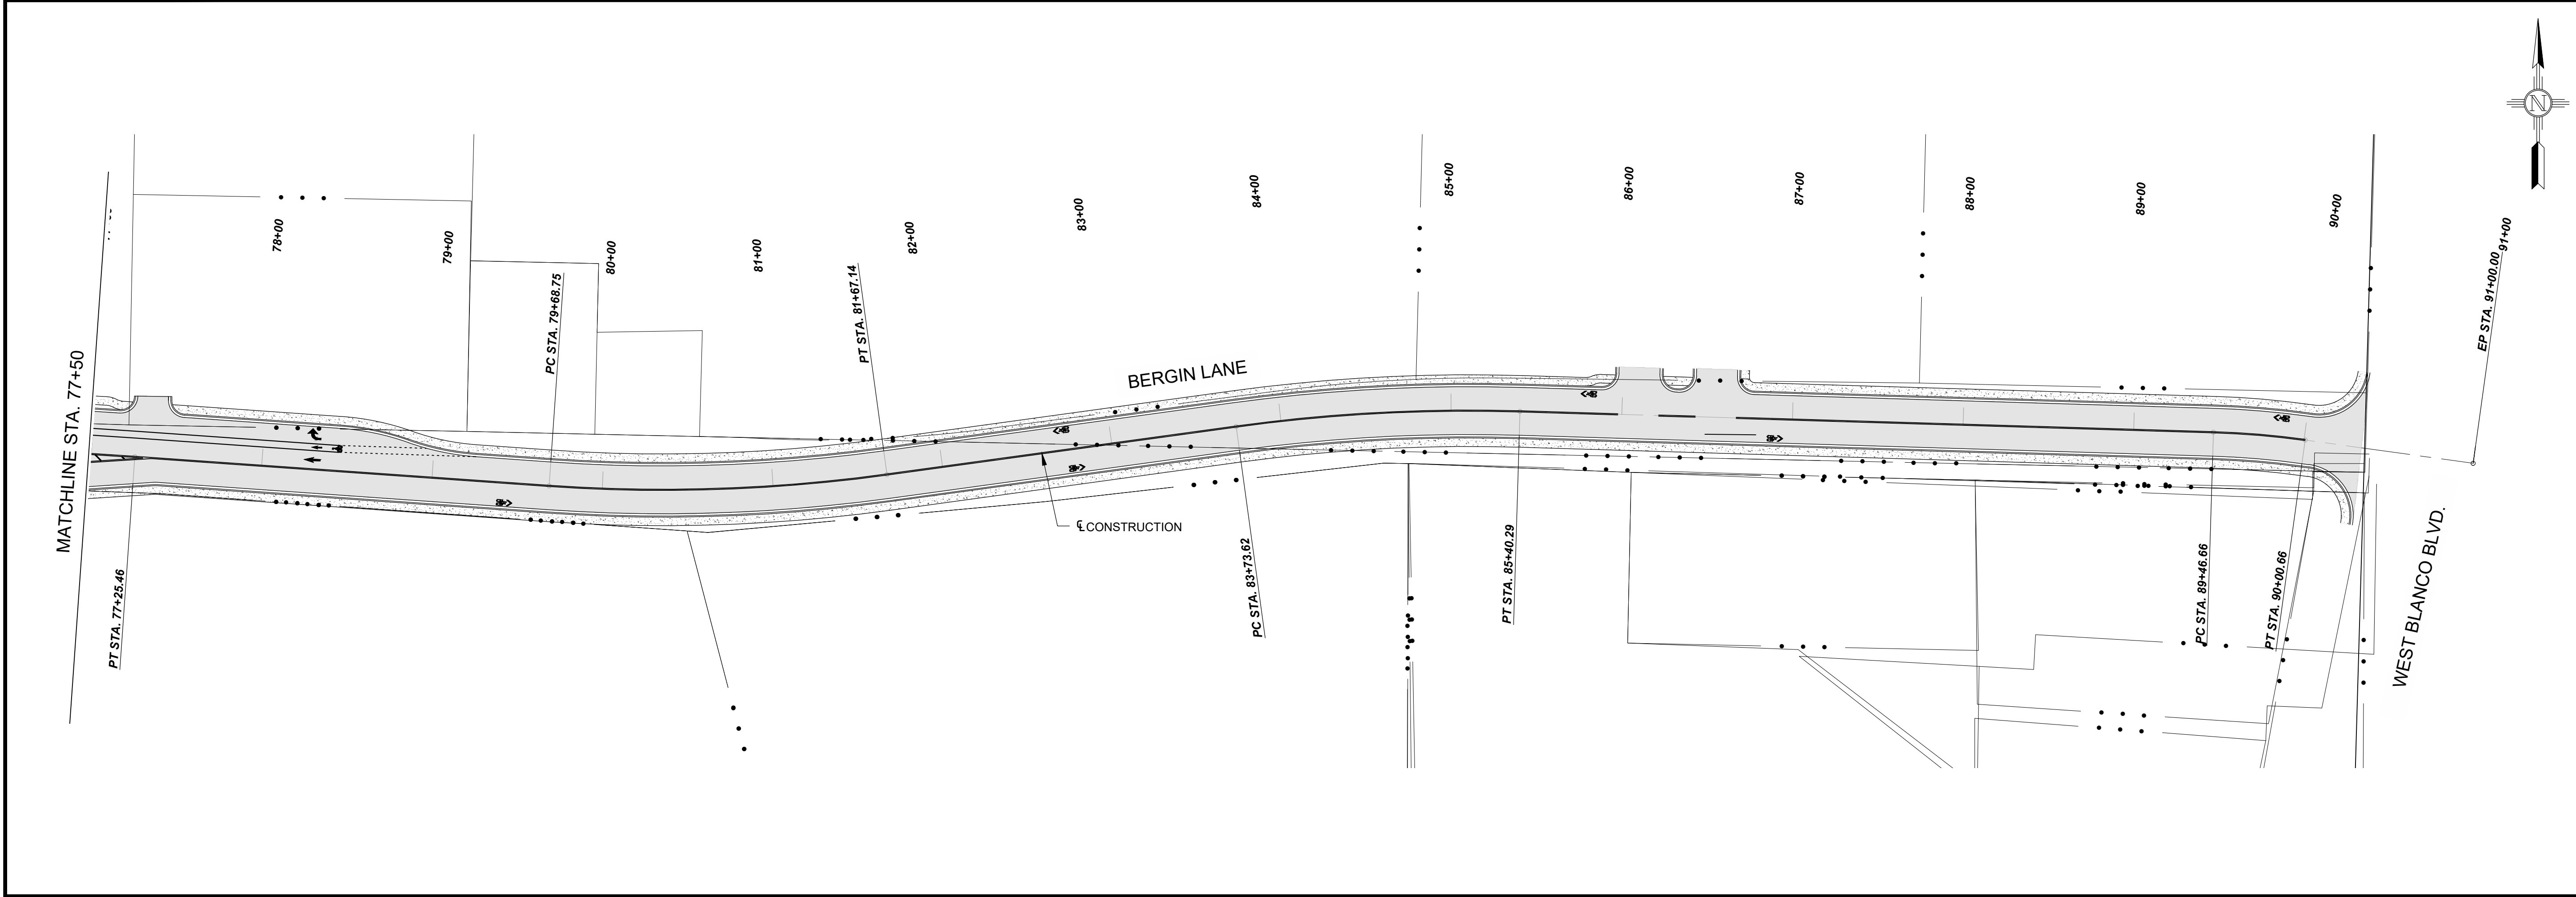 N
MATCHLINE STA. 77+50
PT STA. 77+25.46
78+00
79+00
PC STA. 79+68.75
80+00
81+00
PT STA. 81+67.14
82+00
83+00
BERGIN LANE
℄ CONSTRUCTION
84+00
PC STA. 83+73.62
85+00
PT STA. 85+40.29
86+00
87+00
88+00
89+00
PC STA. 89+46.66
90+00
PT STA. 90+00.66
EP STA. 91+00.00
91+00
WEST BLANCO BLVD.